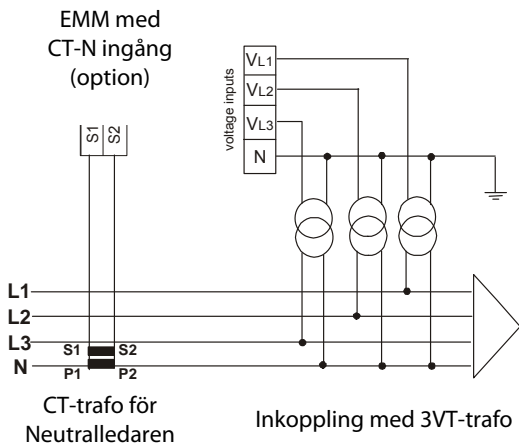 EMM med
CT-N ingång
(option)
S1
S2
voltage inputs
VL1
VL2
VL3
N
L1
L2
L3
S1
S2
N
P1
P2
CT-trafo för
Neutralledaren
Inkoppling med 3VT-trafo